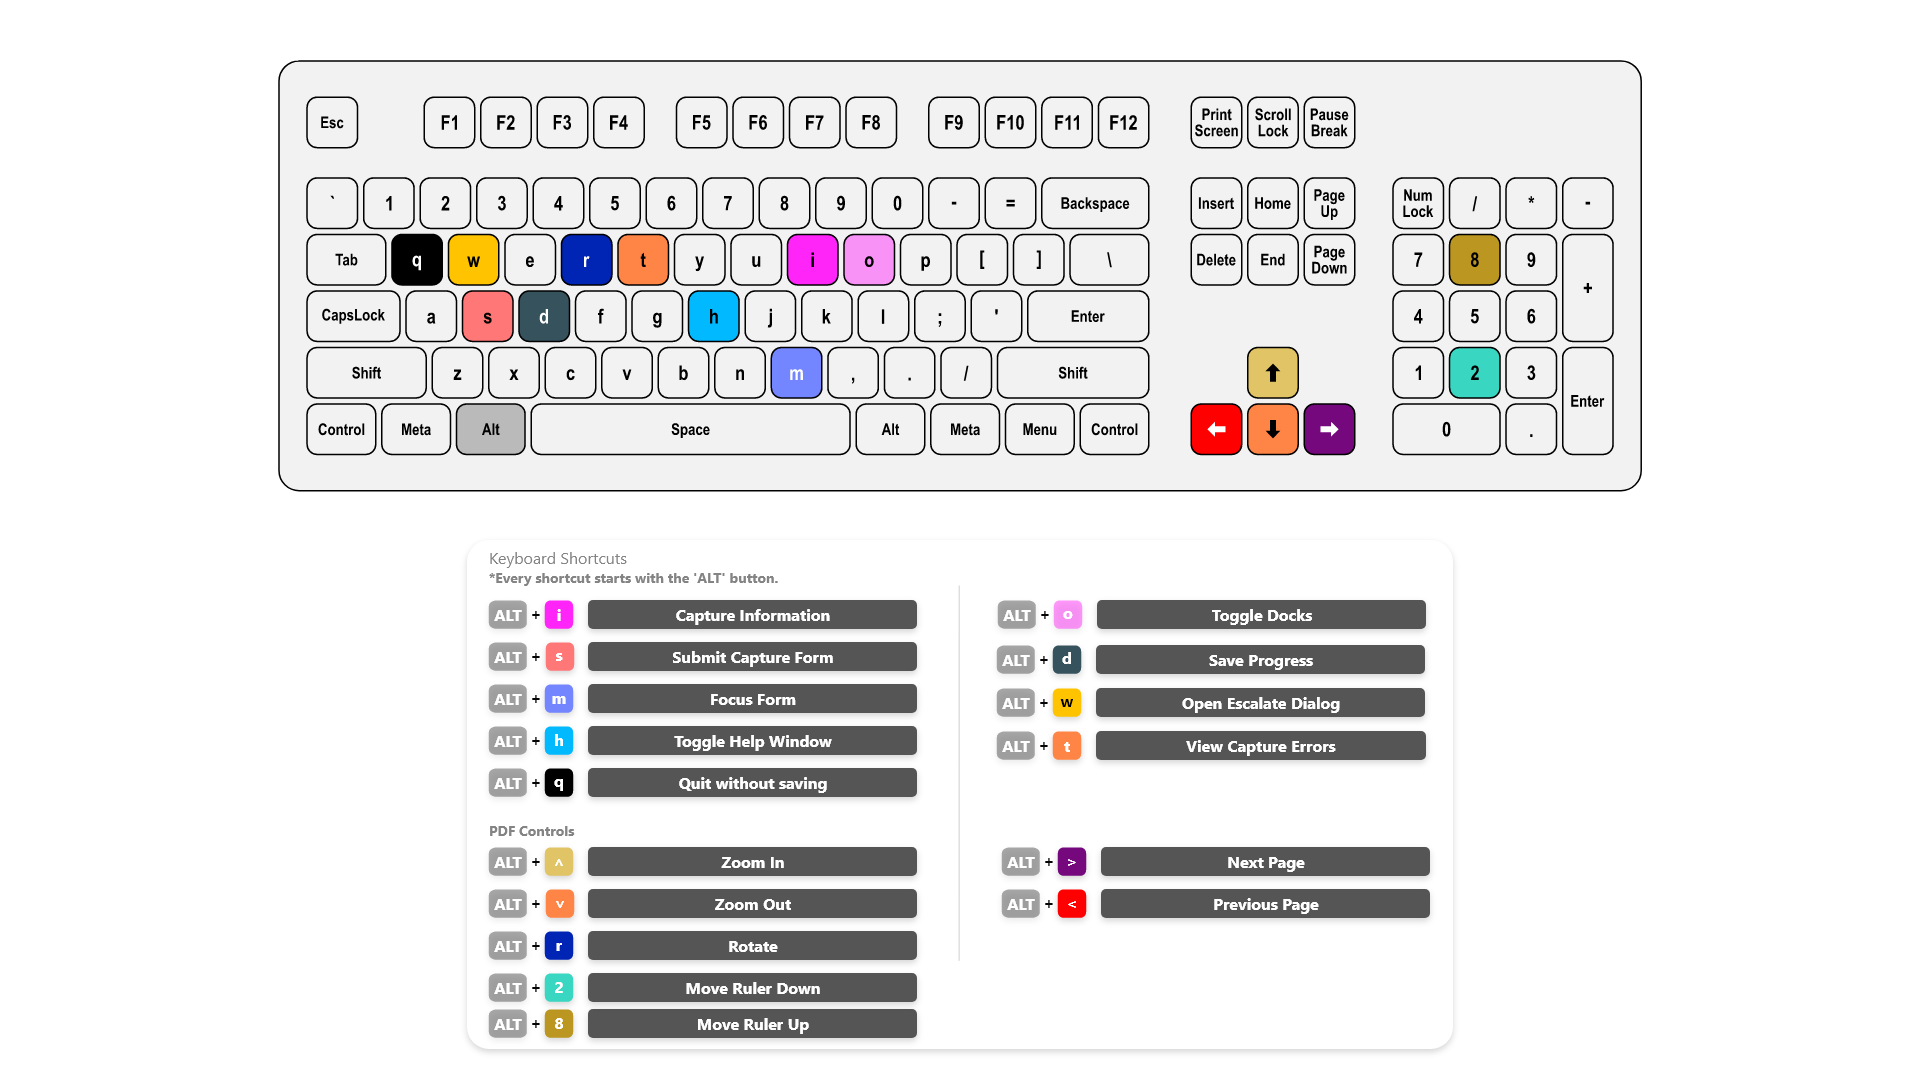 Esc F1 F2 F3 F4 F5 F6 F7 F8 F9 F10 F11 F12 Print Screen Scroll Lock Pause Break
` 1 2 3 4 5 6 7 8 9 0 - = Backspace Insert Home Page Up Num Lock / * -
Tab q w e r t y u i o p [ ] \ Delete End Page Down 7 8 9 +
CapsLock a s d f g h j k l ; ' Enter 4 5 6
Shift z x c v b n m , . / Shift 1 2 3 Enter
Control Meta Alt Space Alt Meta Menu Control 0 .
Keyboard Shortcuts
*Every shortcut starts with the 'ALT' button.
ALT + i Capture Information
ALT + s Submit Capture Form
ALT + m Focus Form
ALT + h Toggle Help Window
ALT + q Quit without saving
ALT + o Toggle Docks
ALT + d Save Progress
ALT + w Open Escalate Dialog
ALT + t View Capture Errors
PDF Controls
ALT + ^ Zoom In
ALT + v Zoom Out
ALT + r Rotate
ALT + 2 Move Ruler Down
ALT + 8 Move Ruler Up
ALT + > Next Page
ALT + < Previous Page